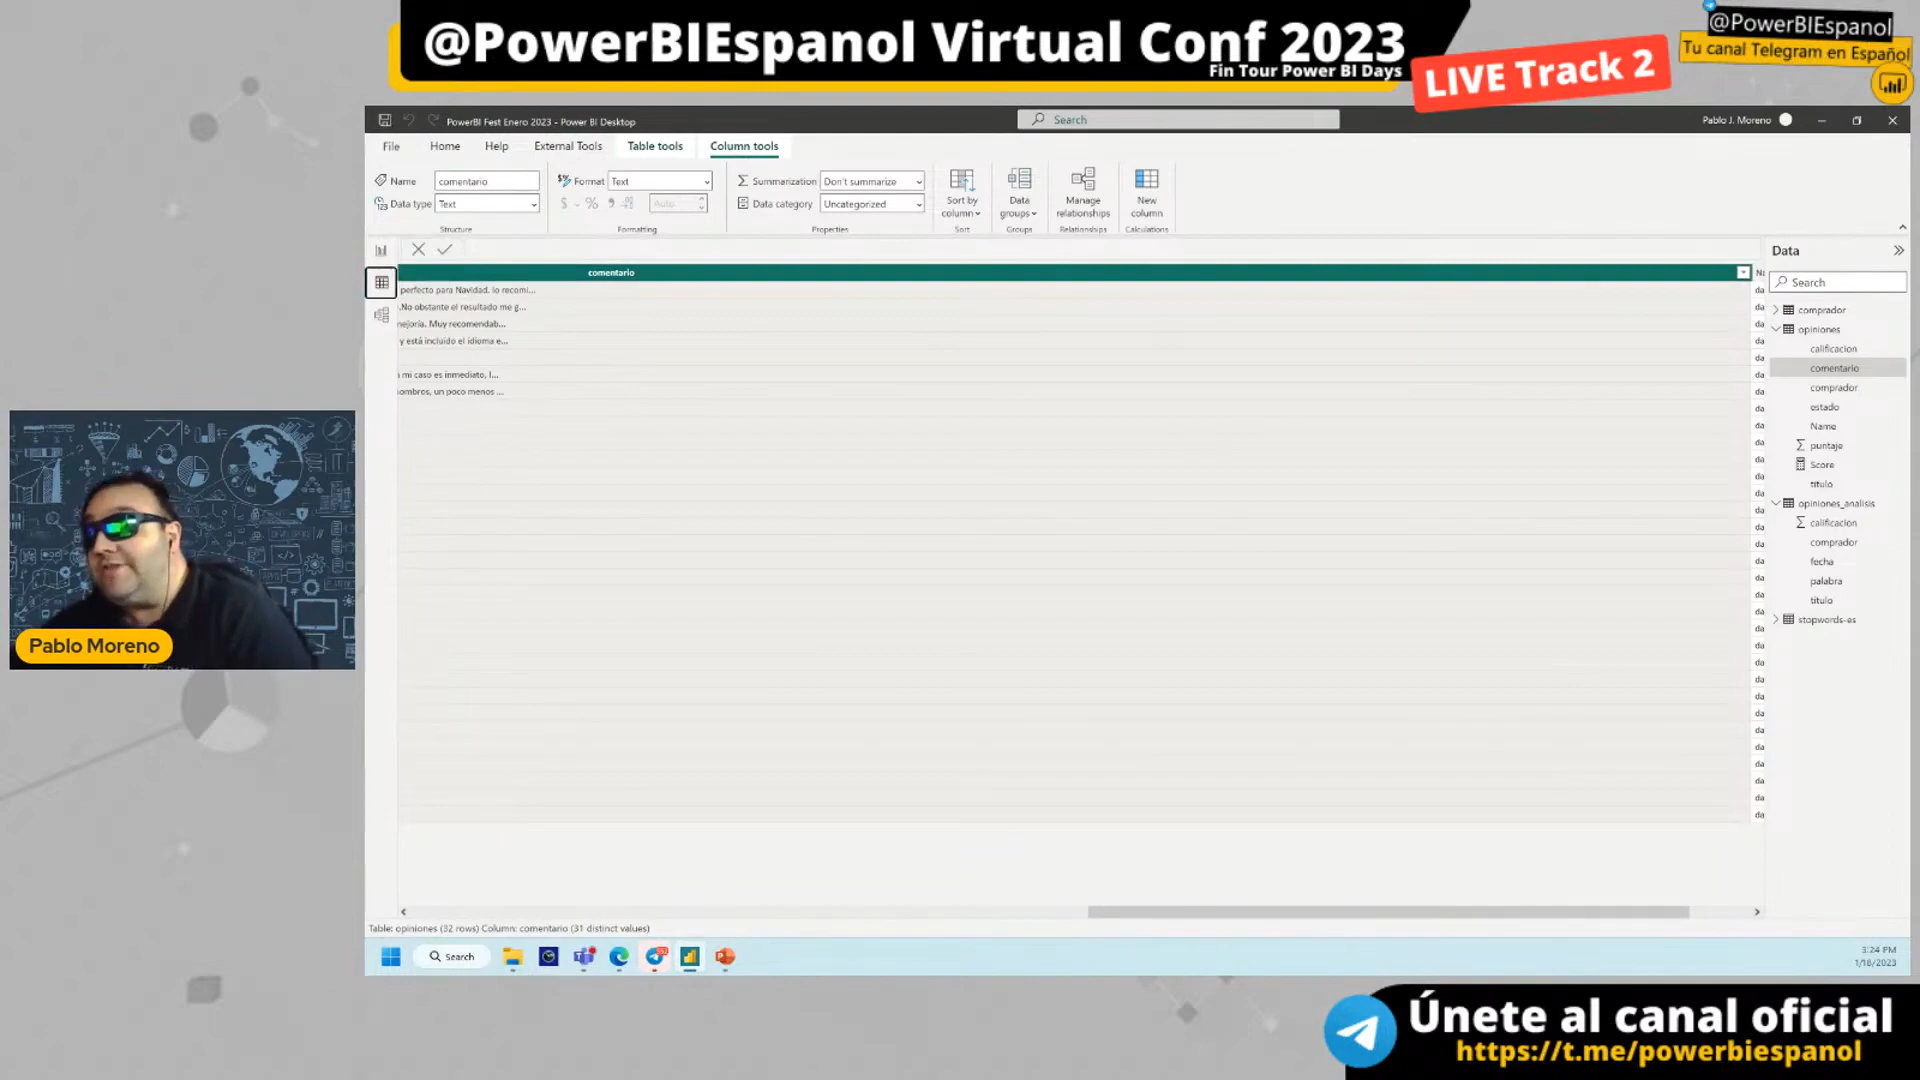 @PowerBIEspanol Virtual Conf 2023
Fin Tour Power BI Days
LIVE Track 2
@PowerBIEspanol
Tu canal Telegram en Español
PowerBI Fest Enero 2023 - Power BI Desktop
Search
Pablo J. Moreno
File
Home
Help
External Tools
Table tools
Column tools
Name
comentario
Format
Text
Summarization
Don't summarize
Data type
Text
Auto
Data category
Uncategorized
Sort by column
Data groups
Manage relationships
New column
Structure
Formatting
Properties
Sort
Groups
Relationships
Calculations
comentario
perfecto para Navidad. lo recomi...
.No obstante el resultado me g...
nejoría. Muy recomendab...
y está incluido el idioma e...
mi caso es inmediato, l...
ombros, un poco menos ...
Data
Search
comprador
opiniones
calificacion
comentario
comprador
estado
Name
puntaje
Score
titulo
opiniones_analisis
calificacion
comprador
fecha
palabra
titulo
stopwords-es
Pablo Moreno
Table: opiniones (32 rows) Column: comentario (31 distinct values)
Search
3:24 PM
1/18/2023
Únete al canal oficial
https://t.me/powerbiespanol